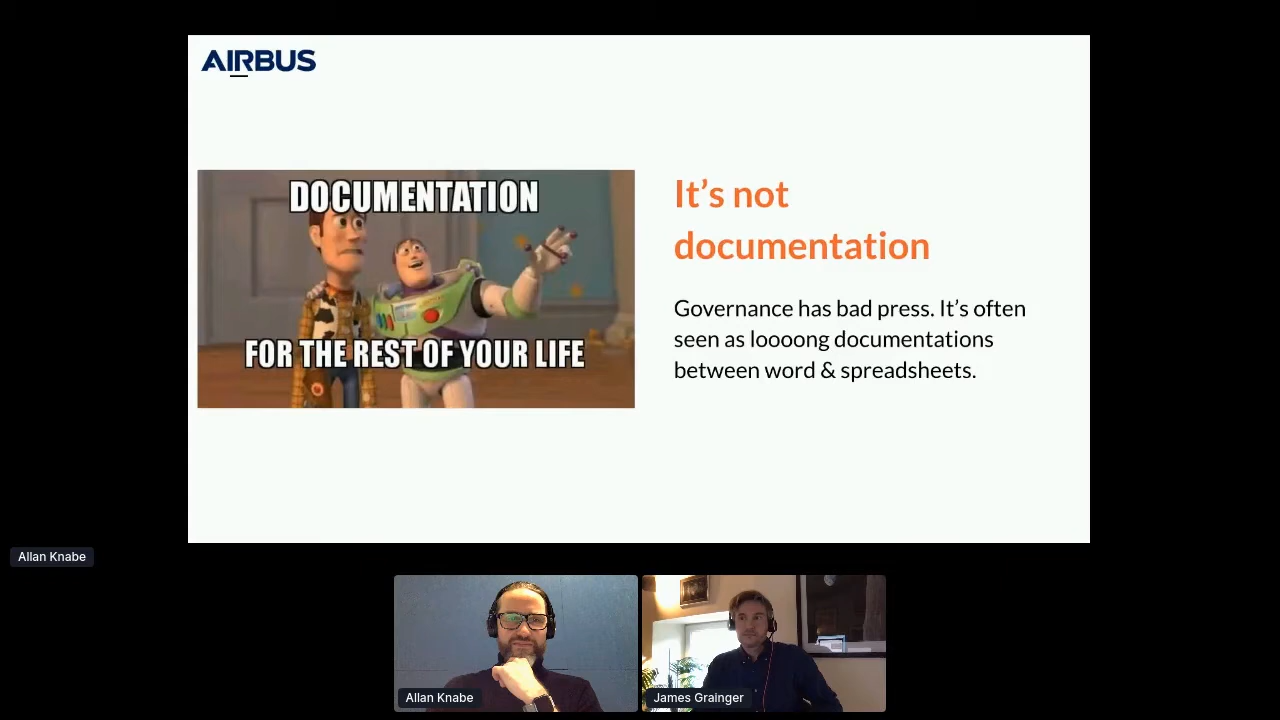 AIRBUS
DOCUMENTATION
FOR THE REST OF YOUR LIFE
It’s not
documentation
Governance has bad press. It’s often
seen as loooong documentations
between word & spreadsheets.
Allan Knabe
Allan Knabe
James Grainger